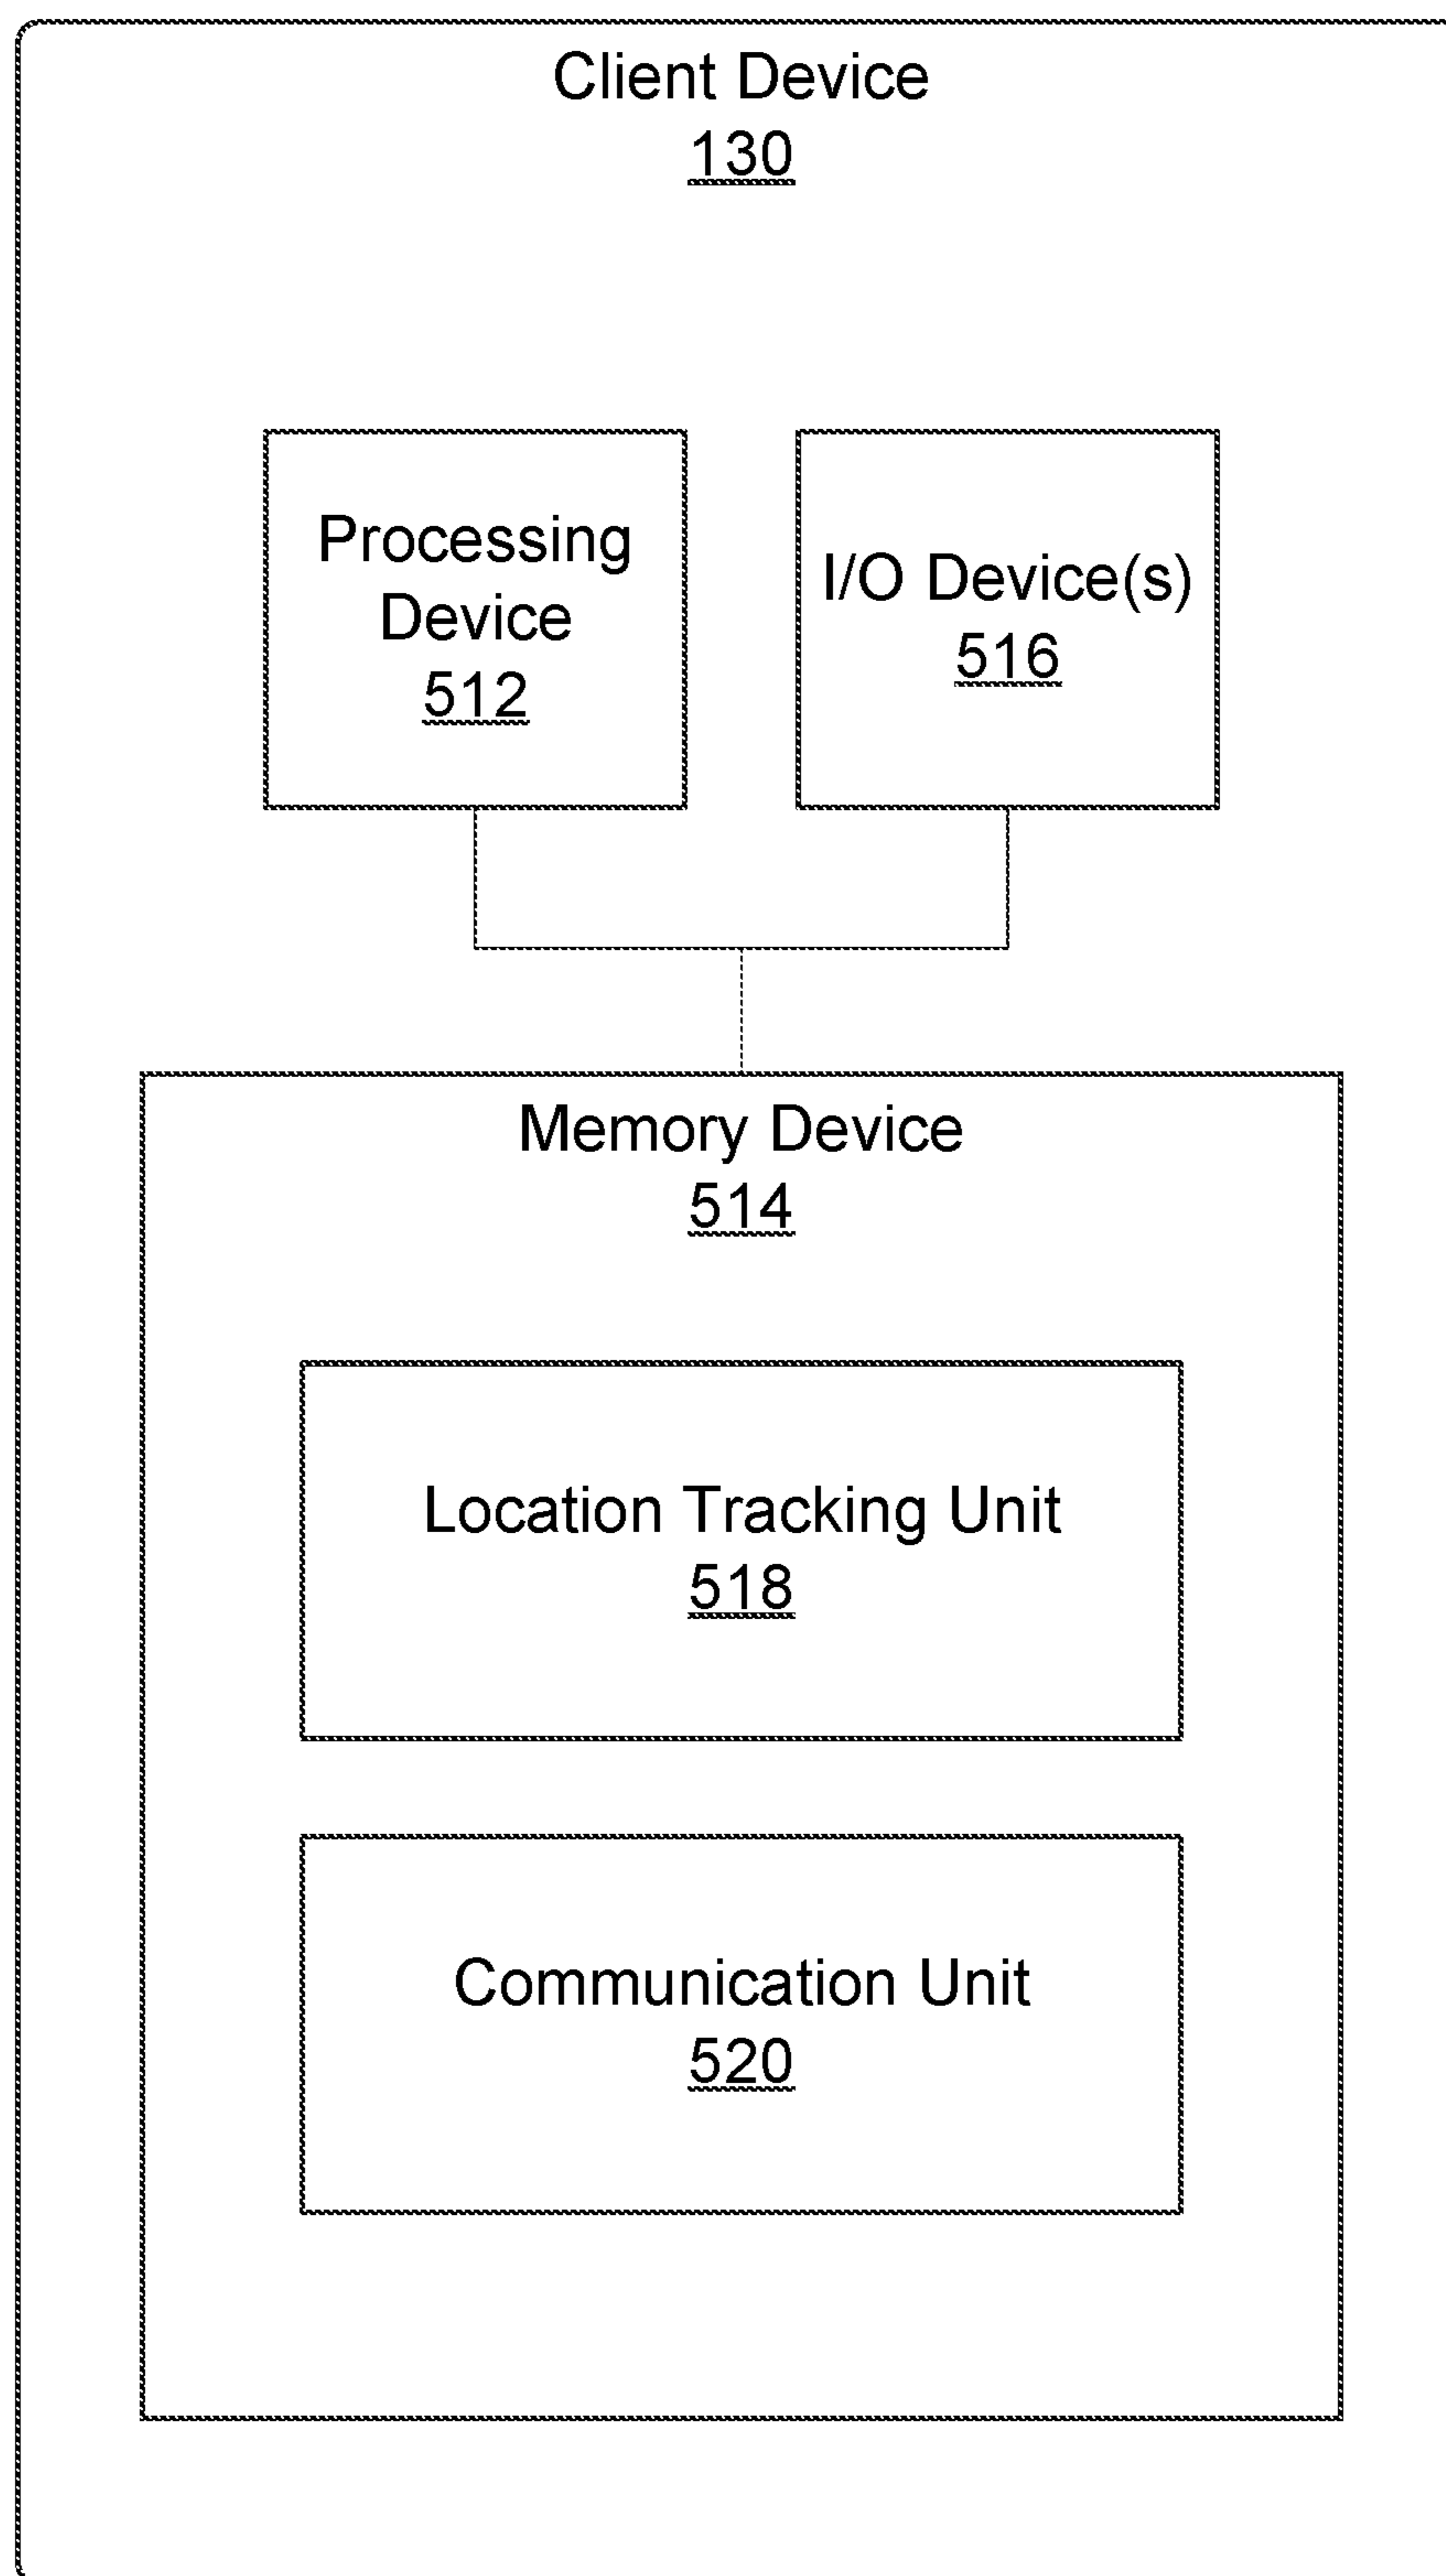 Client Device
130
Processing
Device
512
I/O Device(s)
516
Memory Device
514
Location Tracking Unit
518
Communication Unit
520